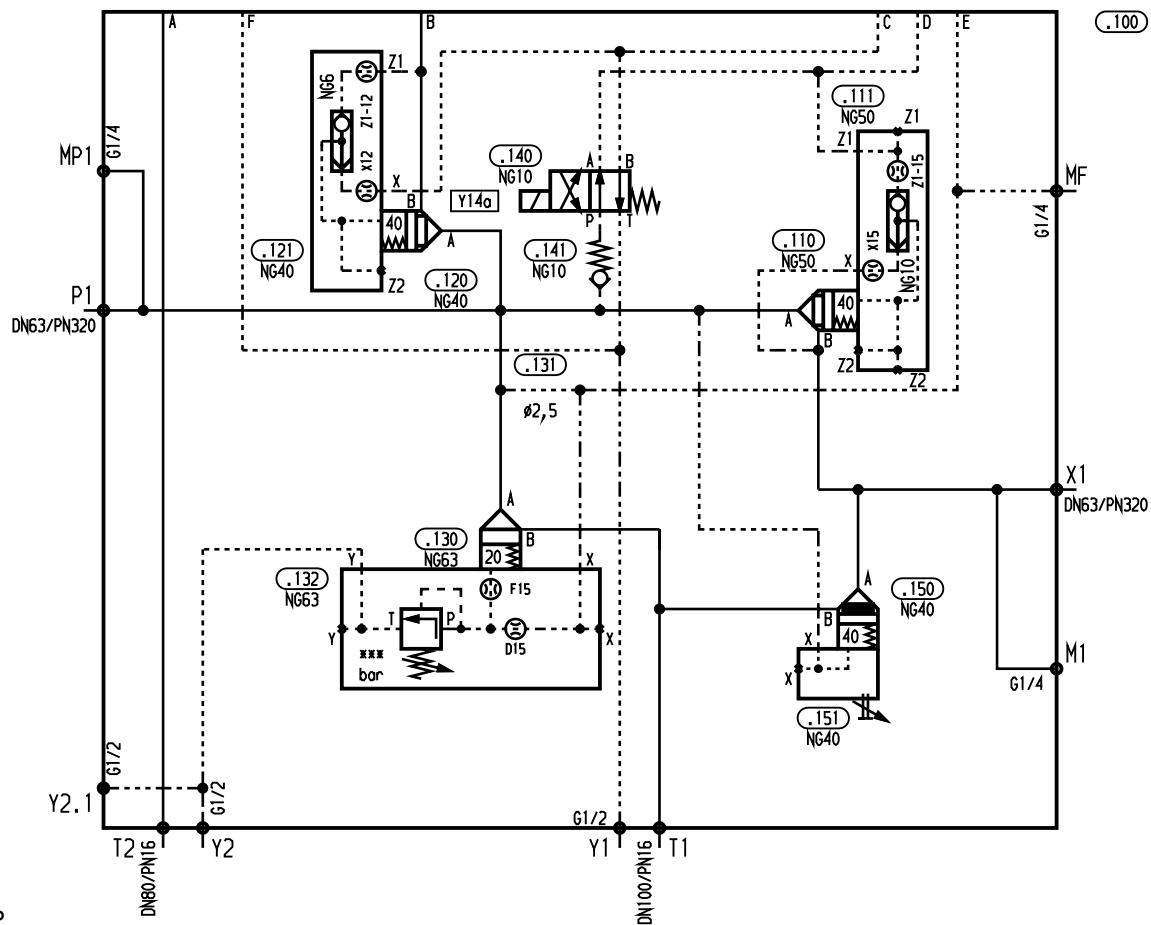 A
F
B
C
D
E
.100
Z1
NG6
Z1-12
X12
X
B
40
A
Z2
.121
NG40
.120
NG40
Y14a
.140
NG10
A
B
P
T
.141
NG10
.111
NG50
Z1
Z1
Z1-15
X15
NG10
.110
NG50
X
40
A
B
Z2
Z2
MP1
G1/4
MF
G1/4
P1
DN63/PN320
.131
ø2,5
X1
DN63/PN320
A
B
20
.130
NG63
.132
NG63
Y
X
F15
T
P
Y
D15
X
***
bar
A
.150
NG40
B
40
X
X
.151
NG40
M1
G1/4
G1/2
Y2.1
G1/2
T2
DN80/PN16
Y2
G1/2
Y1
DN100/PN16
T1